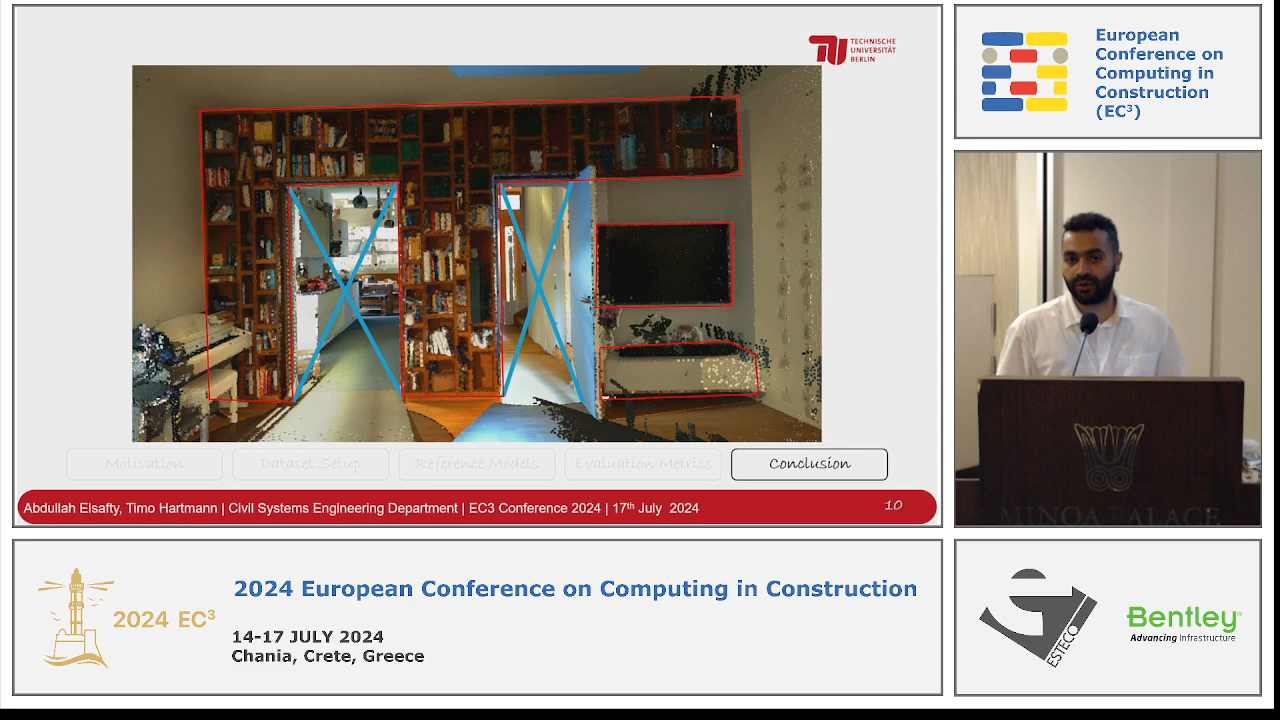 TECHNISCHE
UNIVERSITÄT
BERLIN
Motivation
Dataset Setup
Reference Models
Evaluation Metrics
Conclusion
Abdullah Elsafty, Timo Hartmann | Civil Systems Engineering Department | EC3 Conference 2024 | 17th July 2024
10
European
Conference on
Computing in
Construction
(EC³)
MINOA PALACE
2024 EC³
2024 European Conference on Computing in Construction
14-17 JULY 2024
Chania, Crete, Greece
ESTECO
Bentley
Advancing Infrastructure